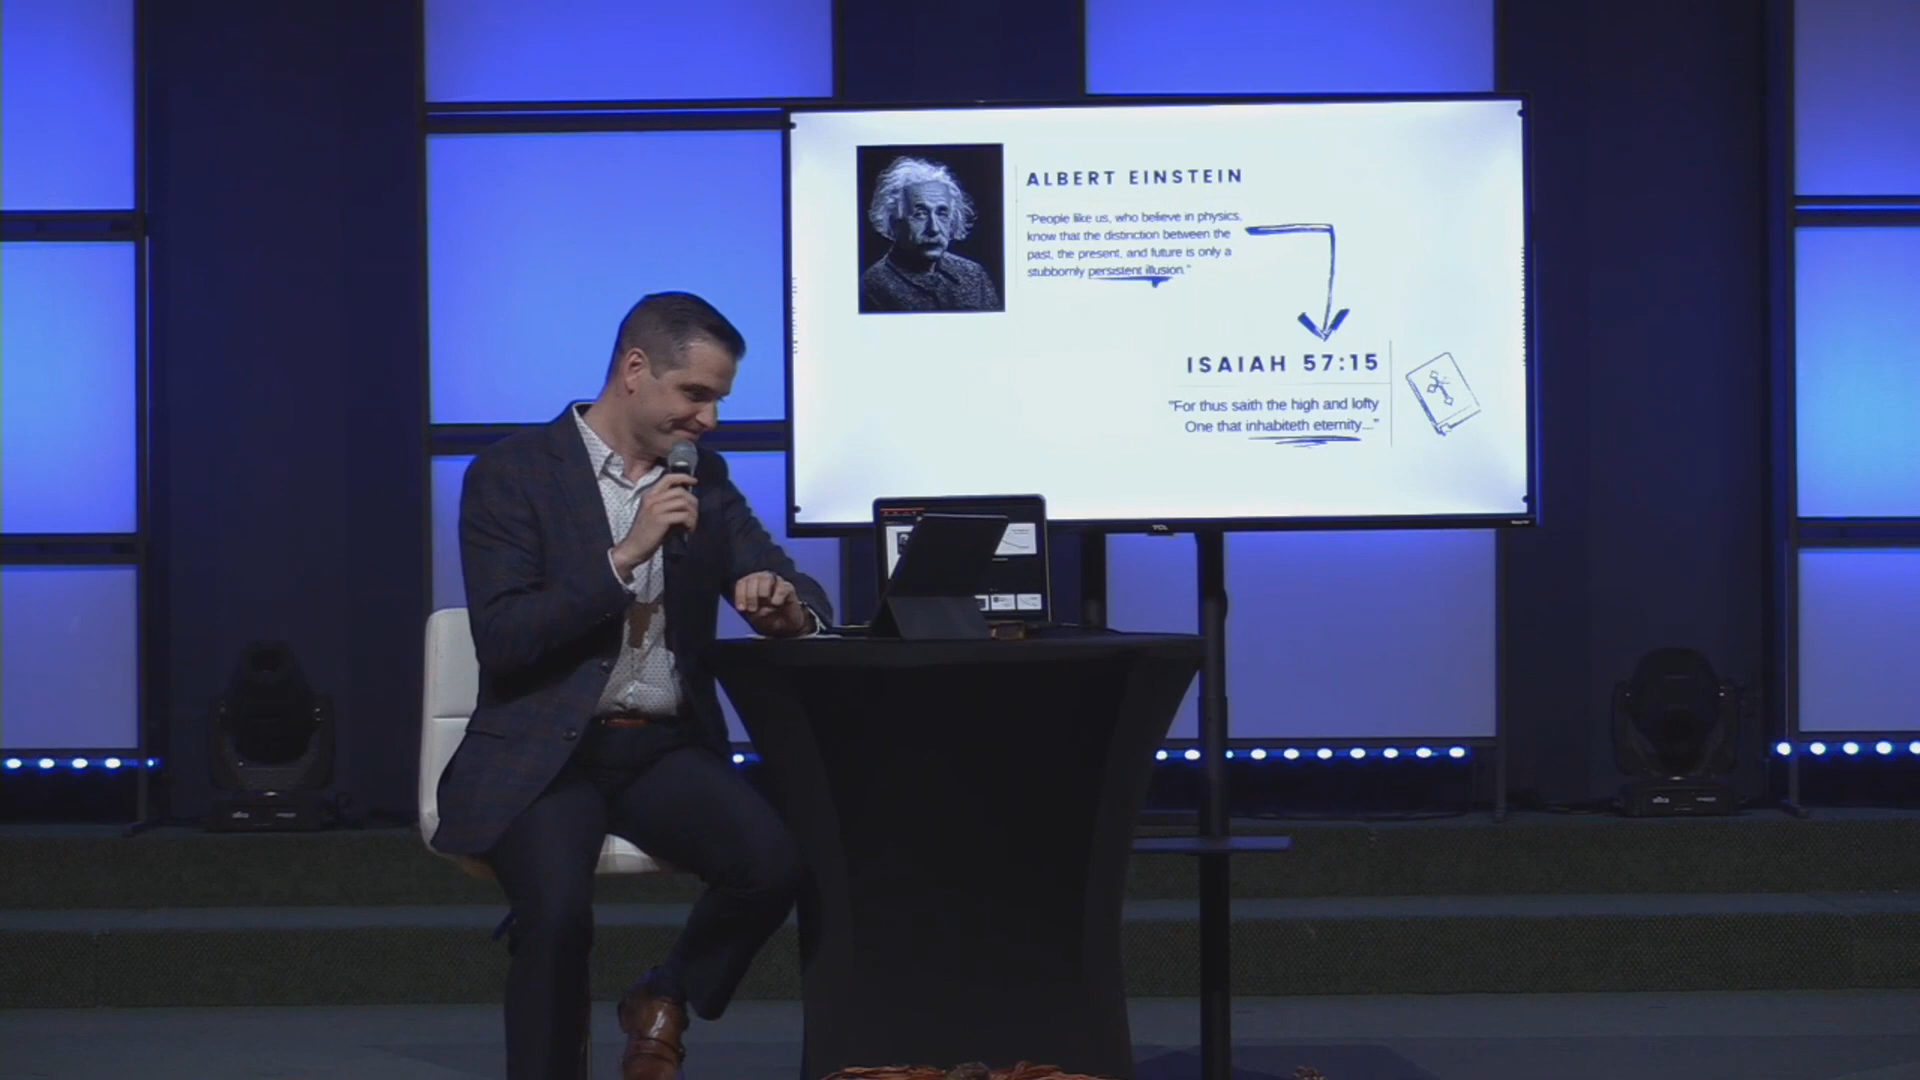 ALBERT EINSTEIN
"People like us, who believe in physics,
know that the distinction between the
past, the present, and future is only a
stubbornly persistent illusion."
ISAIAH 57:15
"For thus saith the high and lofty
One that inhabiteth eternity..."
TCL